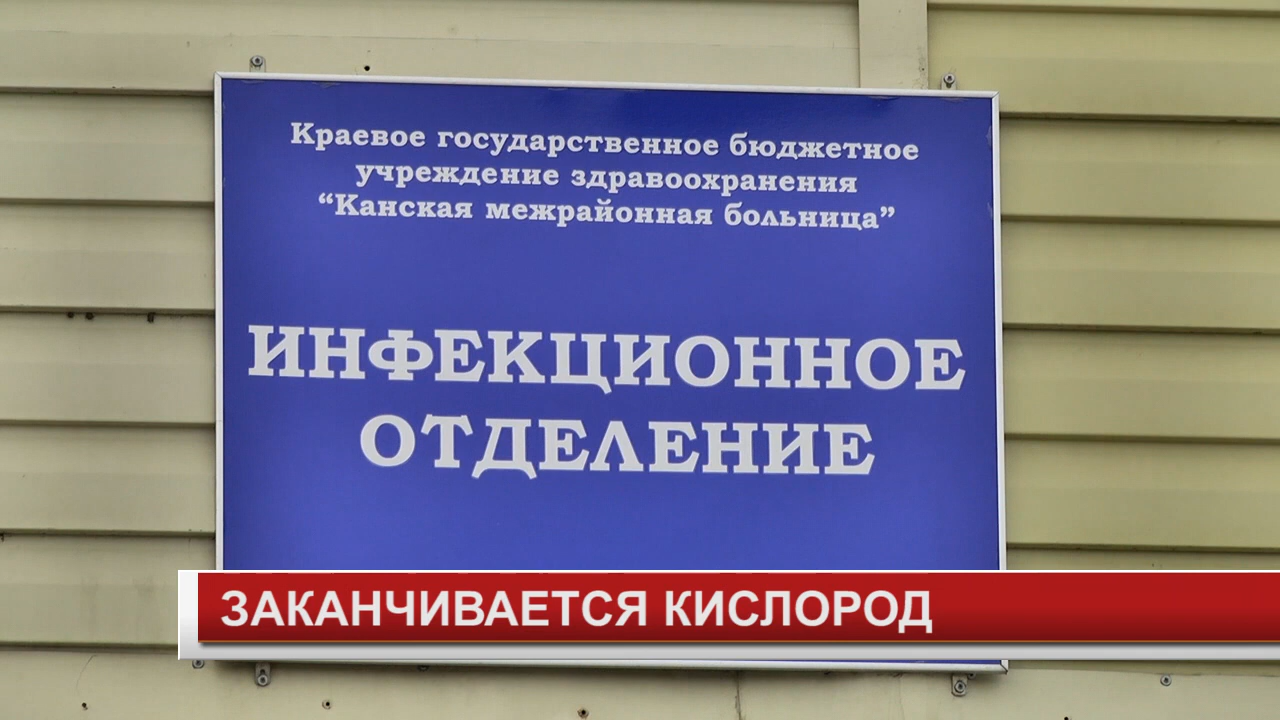 Краевое государственное бюджетное
учреждение здравоохранения
“Канская межрайонная больница”
ИНФЕКЦИОННОЕ
ОТДЕЛЕНИЕ
ЗАКАНЧИВАЕТСЯ КИСЛОРОД